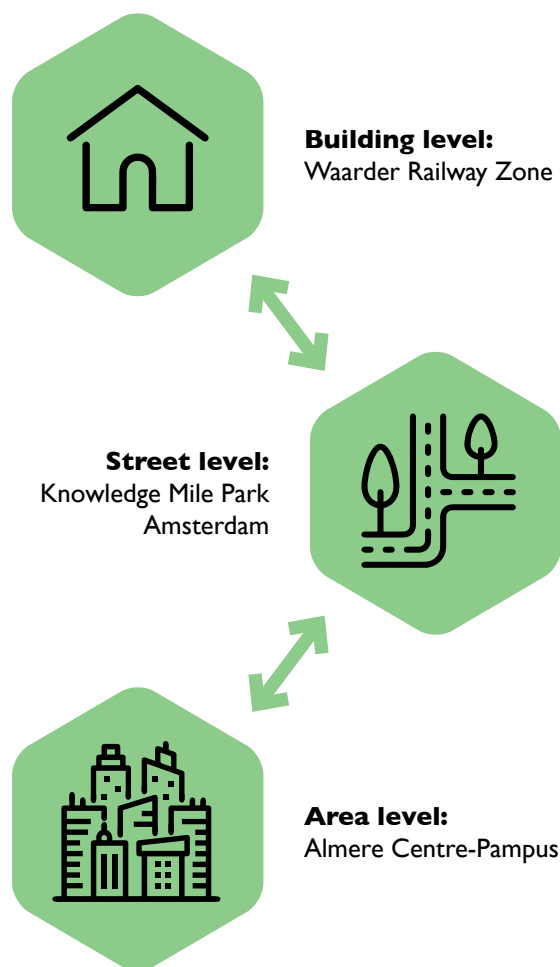 Building level:
Waarder Railway Zone
Street level:
Knowledge Mile Park
Amsterdam
Area level:
Almere Centre-Pampus